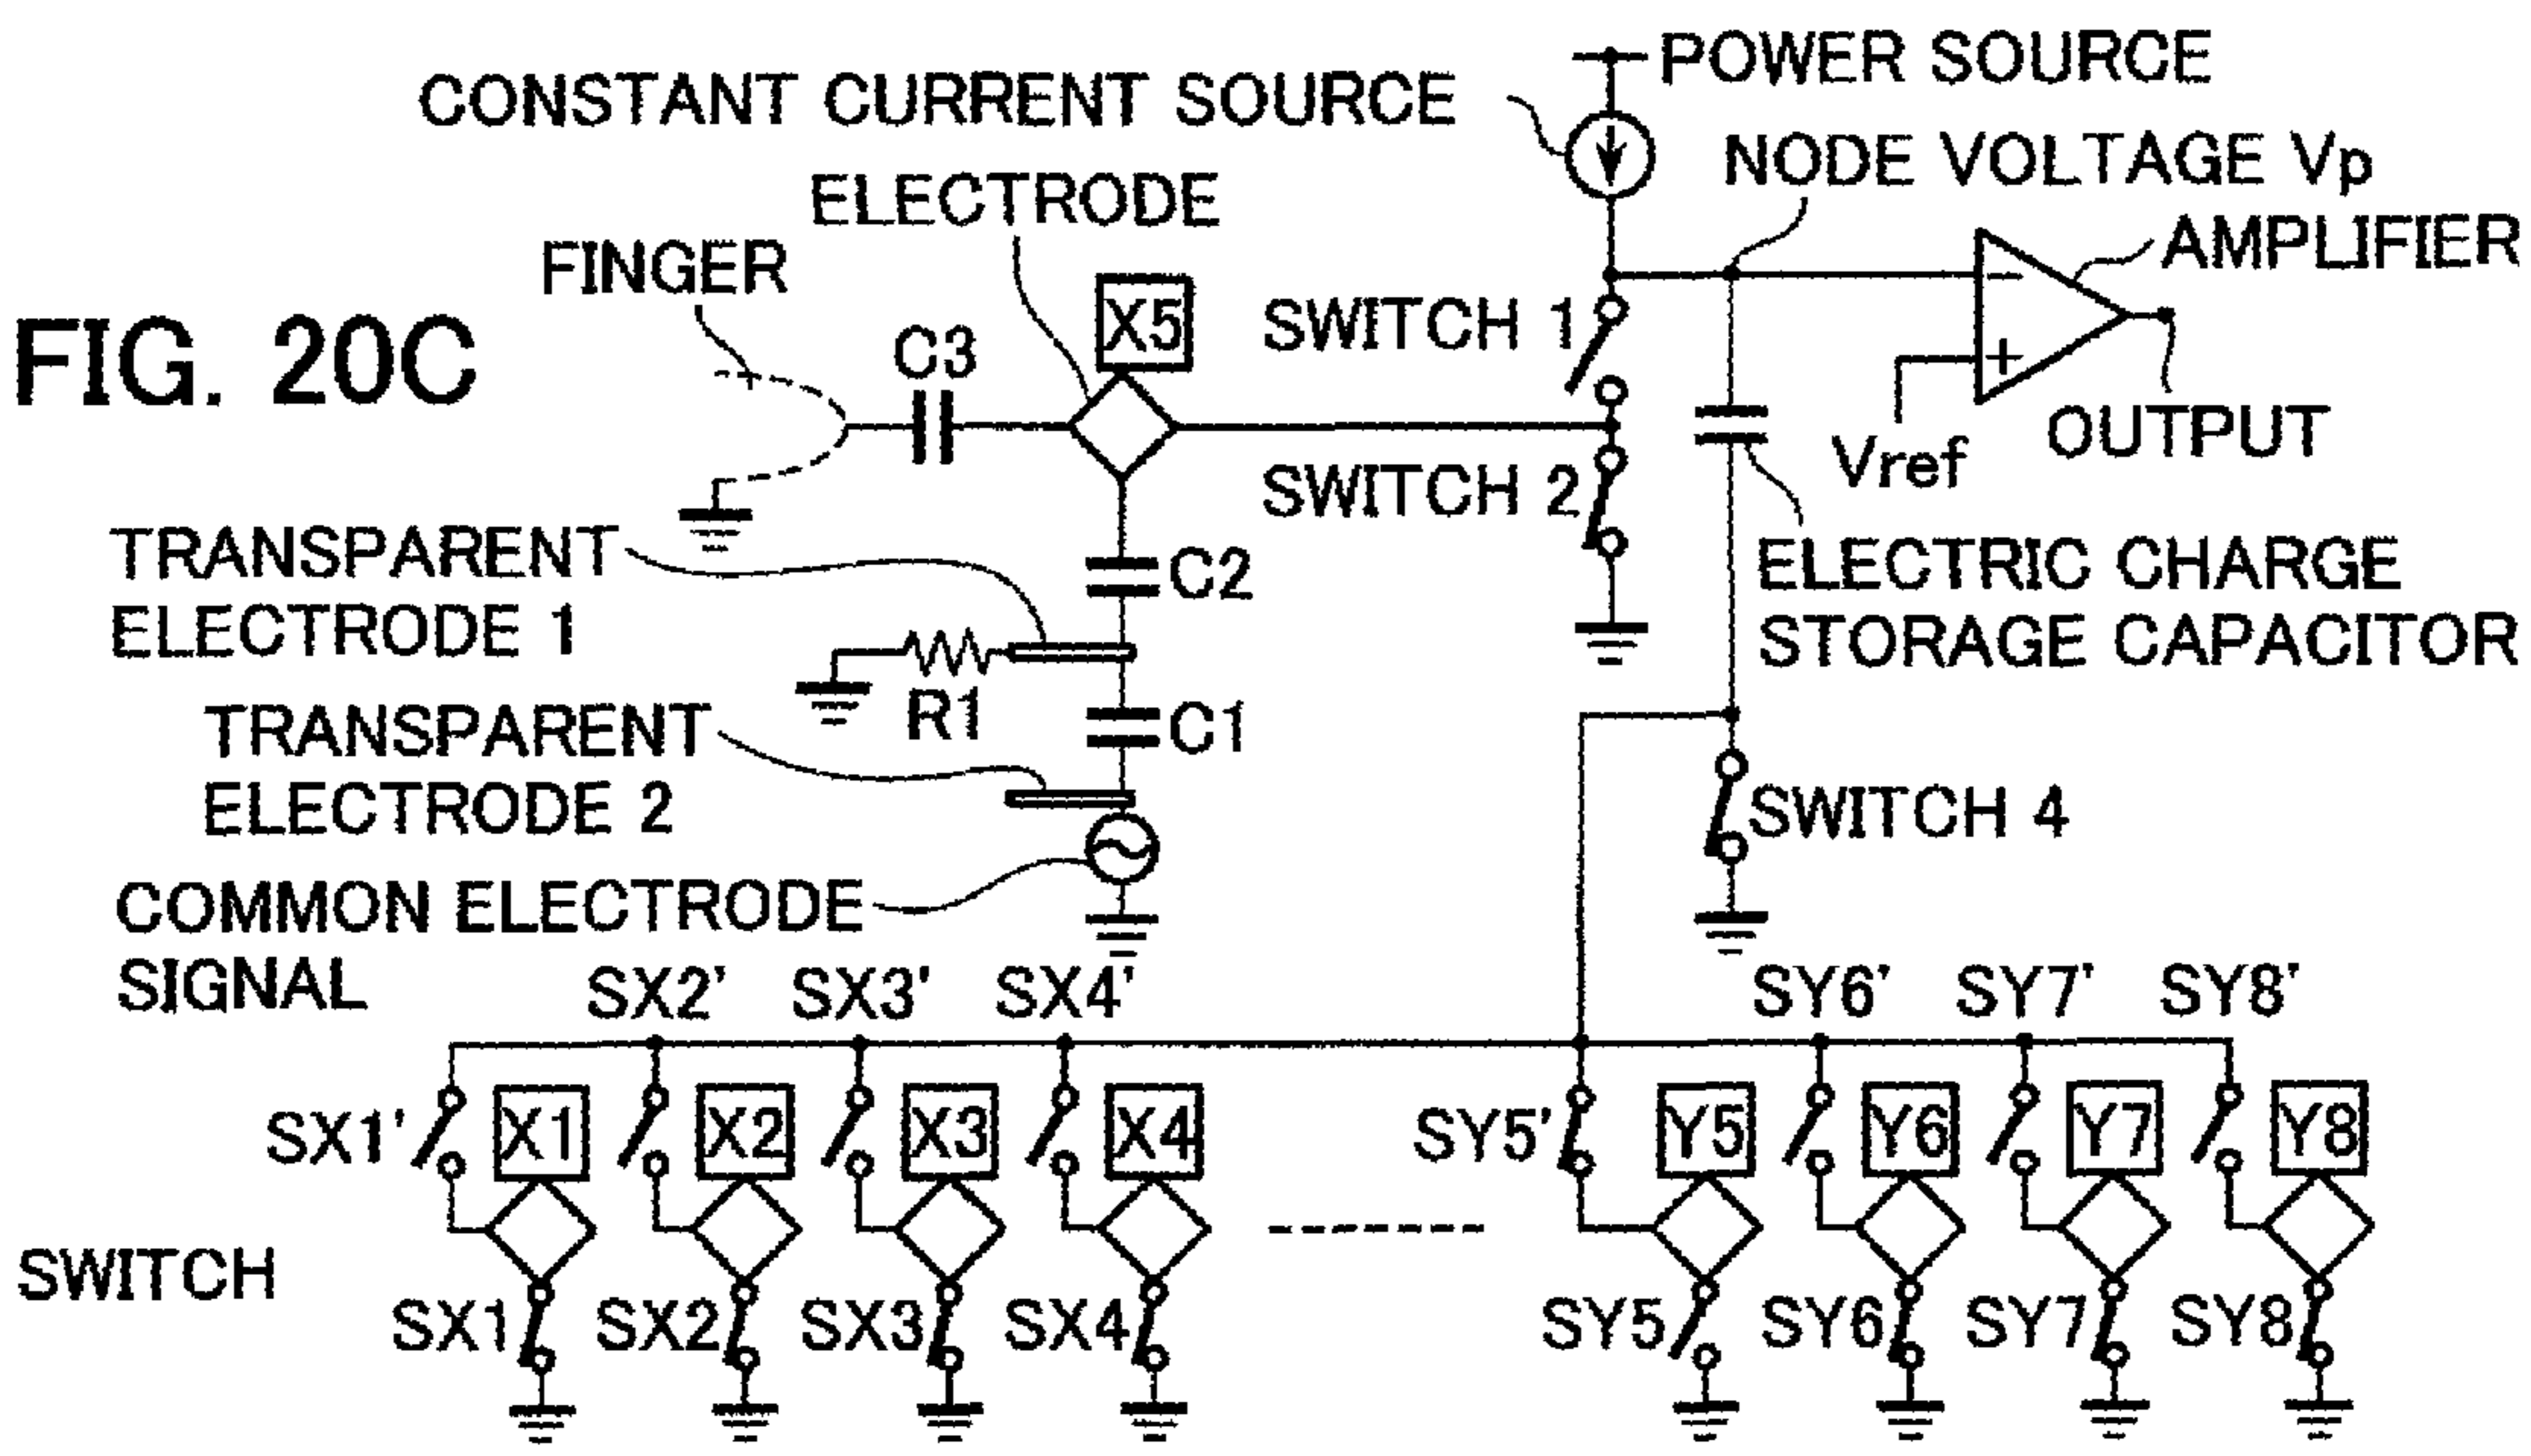 FIG. 20C
CONSTANT CURRENT SOURCE
POWER SOURCE
ELECTRODE
NODE VOLTAGE Vp
FINGER
AMPLIFIER
X5
C3
SWITCH 1
−
+
Vref
OUTPUT
SWITCH 2
TRANSPARENT
ELECTRODE 1
C2
ELECTRIC CHARGE
STORAGE CAPACITOR
R1
TRANSPARENT
ELECTRODE 2
C1
SWITCH 4
COMMON ELECTRODE
SIGNAL
SX2' SX3' SX4' SY6' SY7' SY8'
SX1' X1 X2 X3 X4 SY5' Y5 Y6 Y7 Y8
SWITCH
SX1 SX2 SX3 SX4 SY5 SY6 SY7 SY8